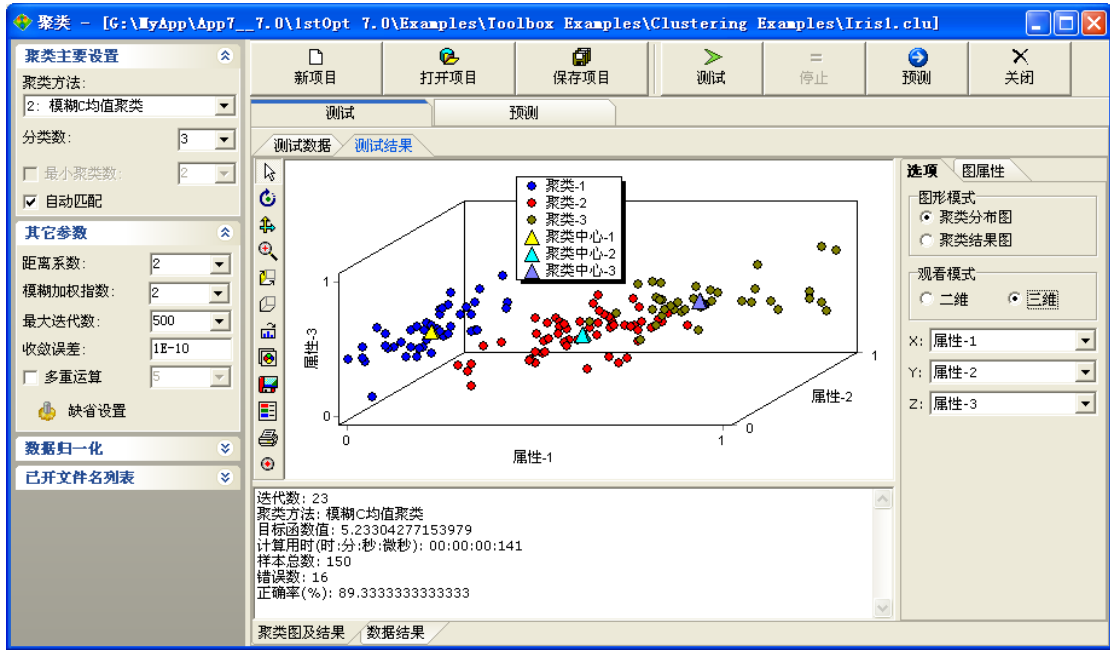 聚类 - [G:\MyApp\App7__7.0\1stOpt 7.0\Examples\Toolbox Examples\Clustering Examples\Iris1.clu]
聚类主要设置
聚类方法:
2: 模糊C均值聚类
分类数: 3
最小聚类数: 2
自动匹配
其它参数
距离系数: 2
模糊加权指数: 2
最大迭代数: 500
收敛误差: 1E-10
多重运算 5
缺省设置
数据归一化
已开文件名列表
新项目 打开项目 保存项目 测试 停止 预测 关闭
测试 预测
测试数据 测试结果
聚类-1
聚类-2
聚类-3
聚类中心-1
聚类中心-2
聚类中心-3
1
属性-3
0
0
属性-1
1
0
属性-2
1
选项 图属性
图形模式
聚类分布图
聚类结果图
观看模式
二维 三维
X: 属性-1
Y: 属性-2
Z: 属性-3
迭代数: 23
聚类方法: 模糊C均值聚类
目标函数值: 5.23304277153979
计算用时(时:分:秒:微秒): 00:00:00:141
样本总数: 150
错误数: 16
正确率(%): 89.3333333333333
聚类图及结果 数据结果